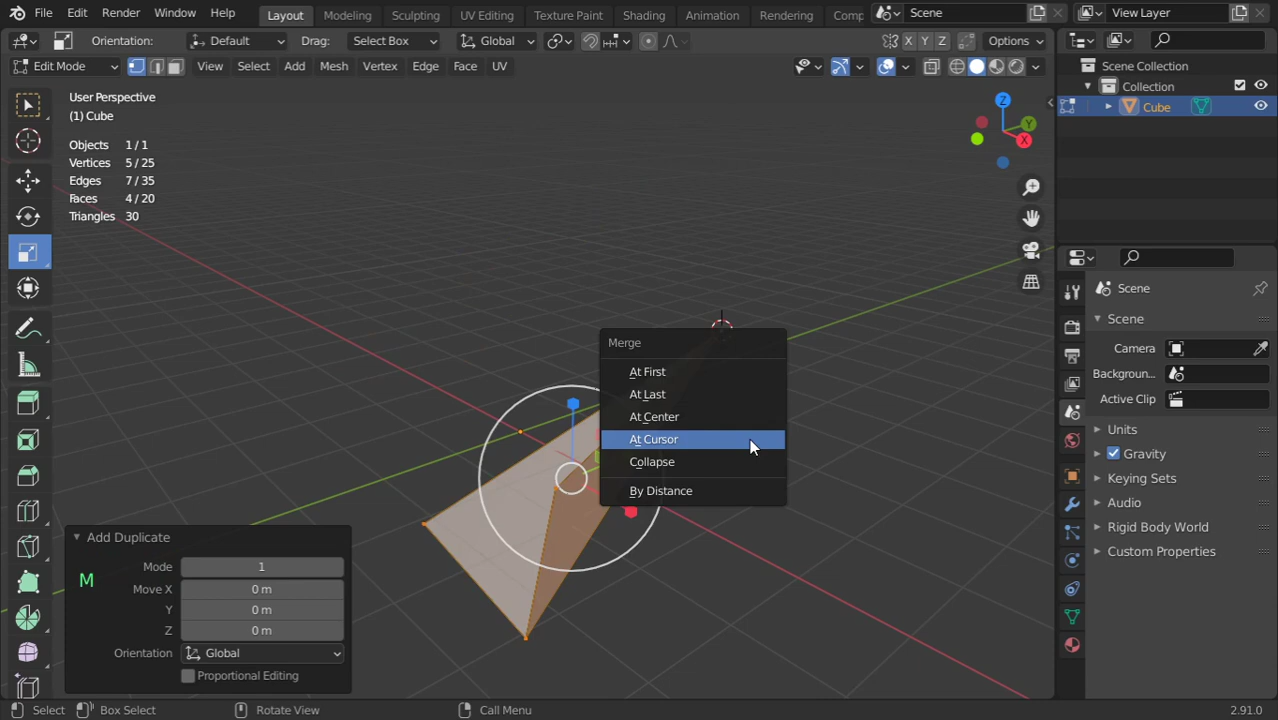 File Edit Render Window Help Layout Modeling Sculpting UV Editing Texture Paint Shading Animation Rendering Comp Scene View Layer
Orientation: Default Drag: Select Box Global X Y Z Options
Edit Mode View Select Add Mesh Vertex Edge Face UV
Scene Collection
Collection
Cube
User Perspective
(1) Cube
Objects 1 / 1
Vertices 5 / 25
Edges 7 / 35
Faces 4 / 20
Triangles 30
Z
Y
X
Merge
At First
At Last
At Center
At Cursor
Collapse
By Distance
Scene
Scene
Camera
Backgroun..
Active Clip
Units
Gravity
Keying Sets
Audio
Rigid Body World
Custom Properties
Add Duplicate
Mode 1
M
Move X 0 m
Y 0 m
Z 0 m
Orientation Global
Proportional Editing
Select Box Select Rotate View Call Menu 2.91.0